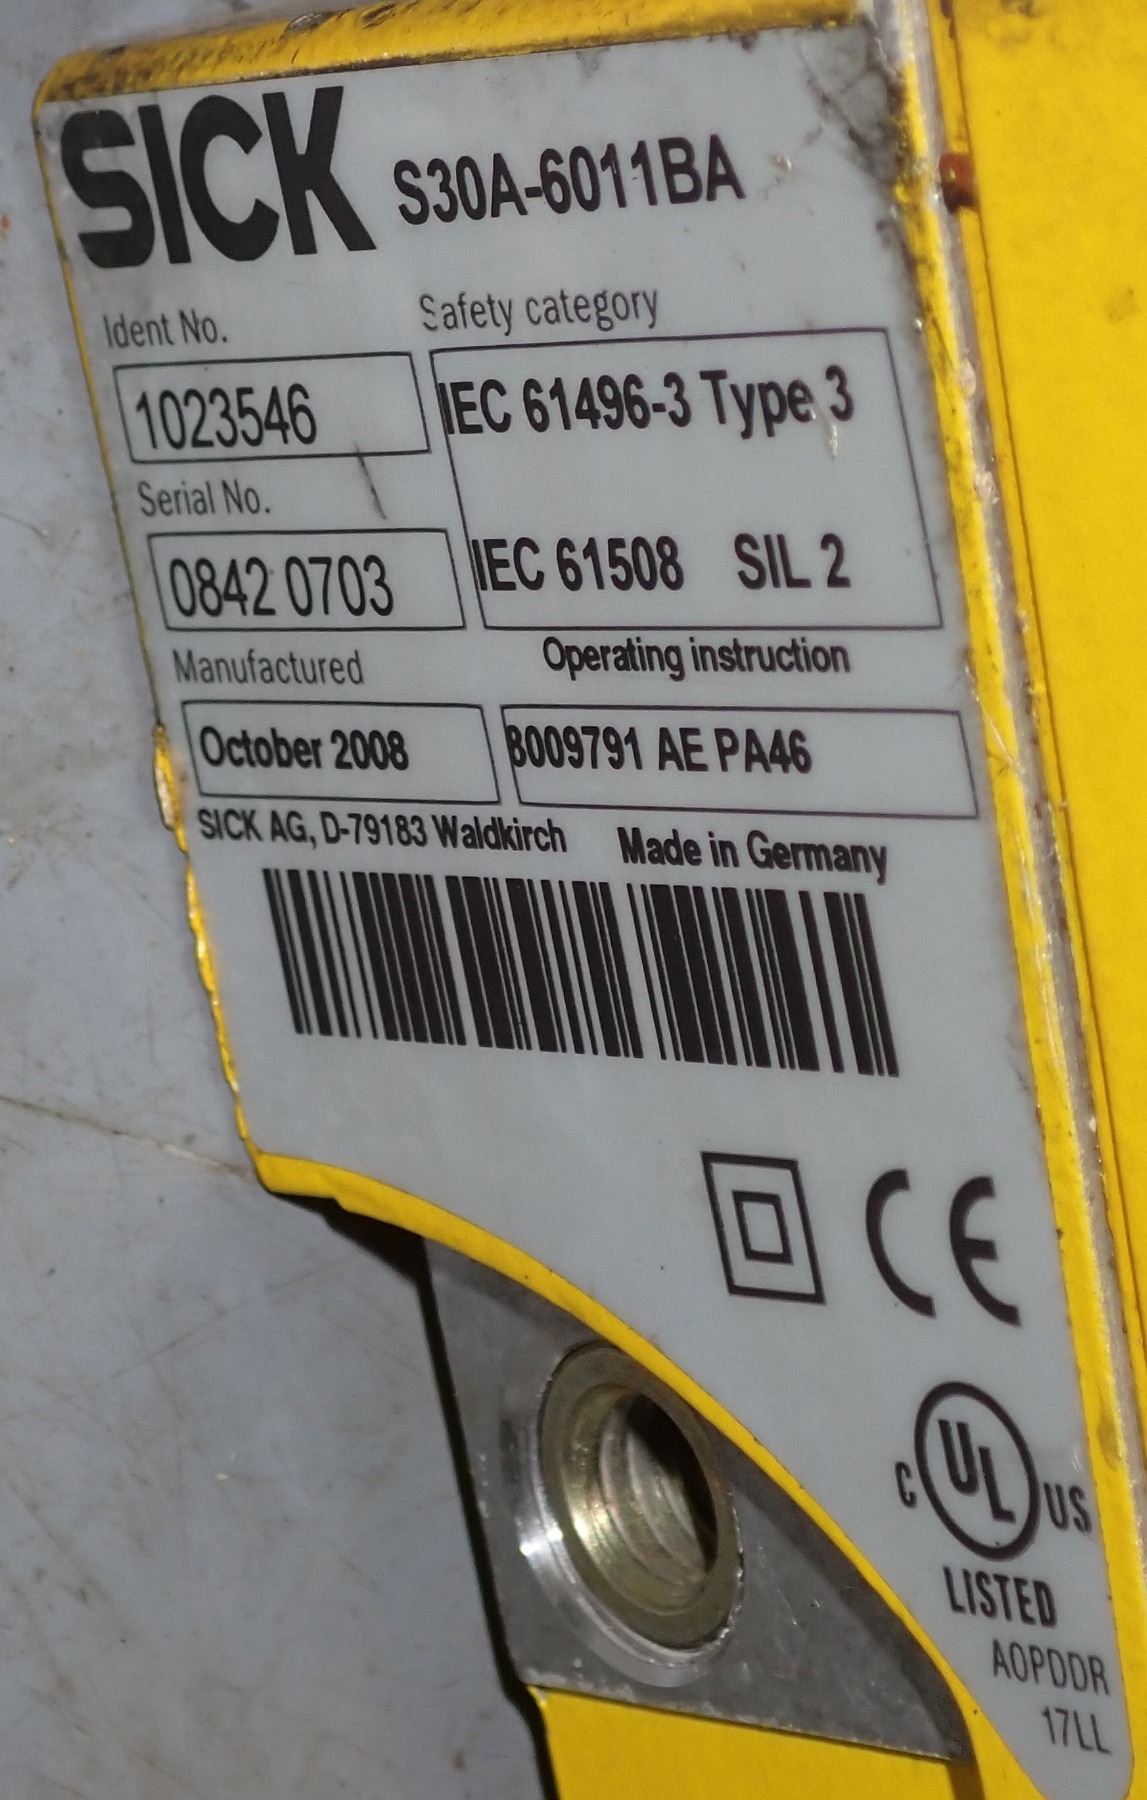 SICK S30A-6011BA
Ident No. Safety category
1023546 IEC 61496-3 Type 3
Serial No.
0842 0703 IEC 61508 SIL 2
Manufactured Operating instruction
October 2008 8009791 AE PA46
SICK AG, D-79183 Waldkirch Made in Germany
CE
C UL US
LISTED
AOPDDR
17LL